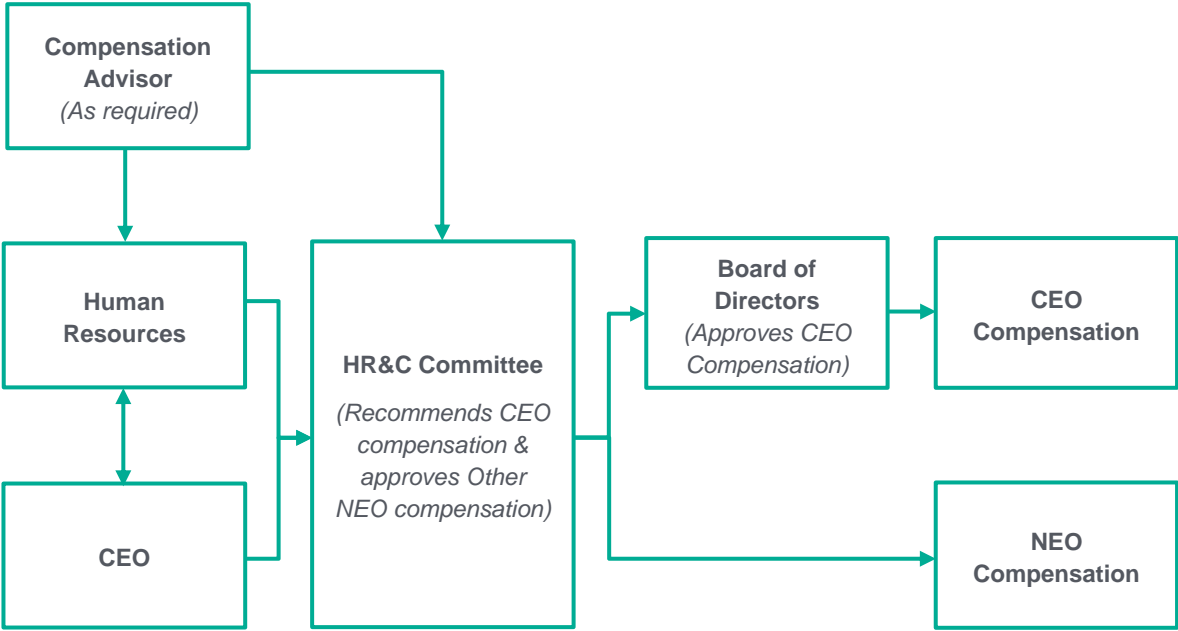 Compensation
Advisor
(As required)
Human
Resources
CEO
HR&C Committee
(Recommends CEO
compensation &
approves Other
NEO compensation)
Board of
Directors
(Approves CEO
Compensation)
CEO
Compensation
NEO
Compensation